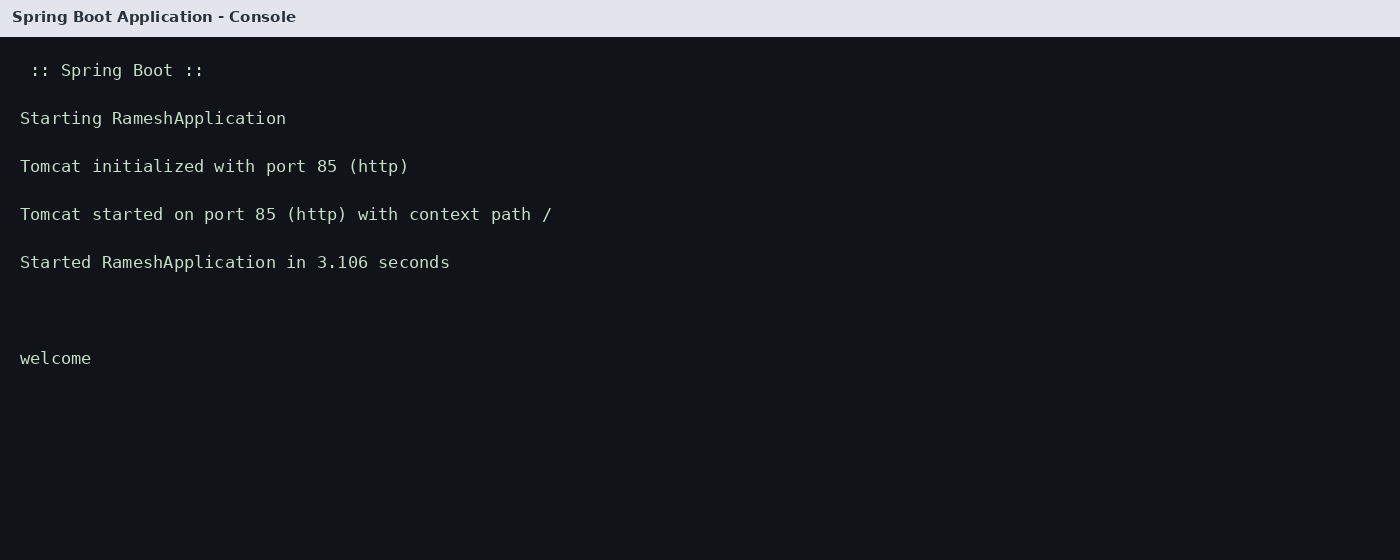 Spring Boot Application - Console
:: Spring Boot ::
Starting RameshApplication
Tomcat initialized with port 85 (http)
Tomcat started on port 85 (http) with context path /
Started RameshApplication in 3.106 seconds
welcome